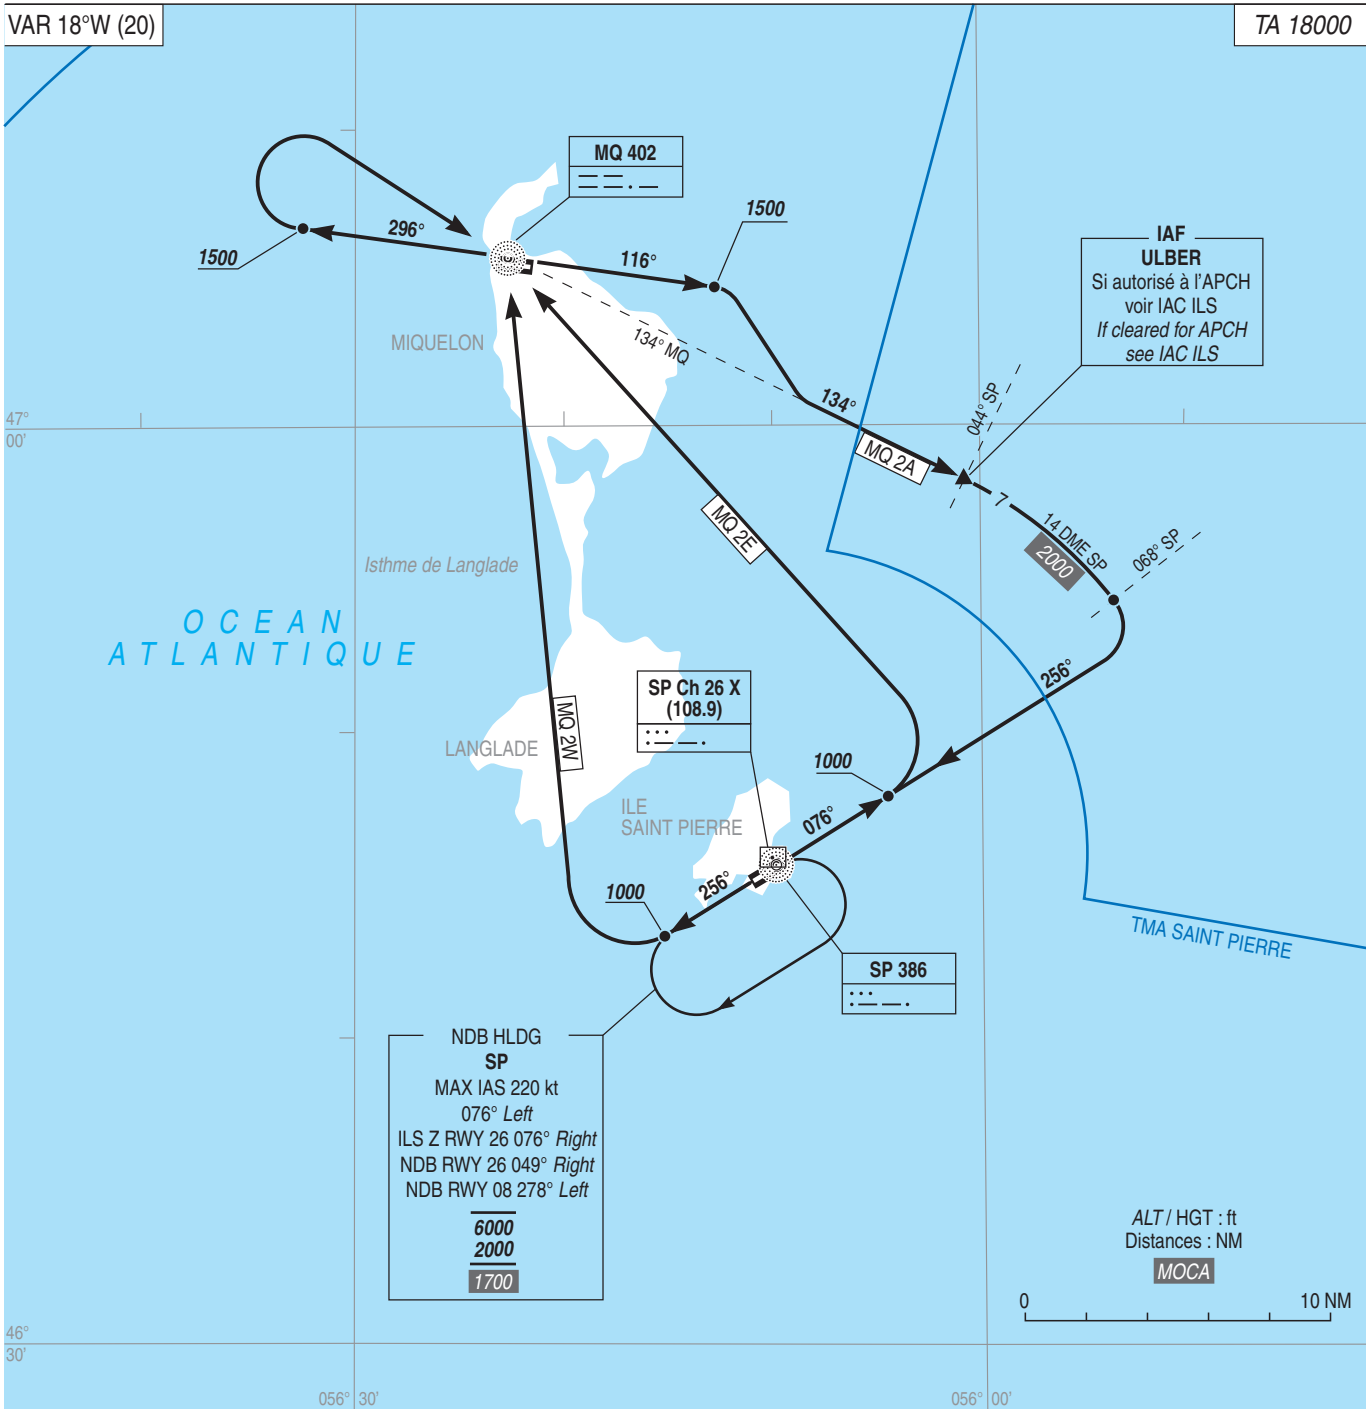 VAR 18°W (20)
TA 18000
MQ 402
1500
296°
1500
116°
IAF
ULBER
Si autorisé à l'APCH
voir IAC ILS
If cleared for APCH
see IAC ILS
MIQUELON
134° MQ
134°
MQ 2A
044° SP
47°
00'
7
14 DME SP
2000
068° SP
MQ 2E
Isthme de Langlade
OCEAN
ATLANTIQUE
256°
SP Ch 26 X
(108.9)
MQ 2W
LANGLADE
1000
ILE
SAINT PIERRE
076°
256°
1000
TMA SAINT PIERRE
SP 386
NDB HLDG
SP
MAX IAS 220 kt
076° Left
ILS Z RWY 26 076° Right
NDB RWY 26 049° Right
NDB RWY 08 278° Left
6000
2000
1700
ALT / HGT : ft
Distances : NM
MOCA
0 10 NM
46°
30'
056° 30'
056° 00'